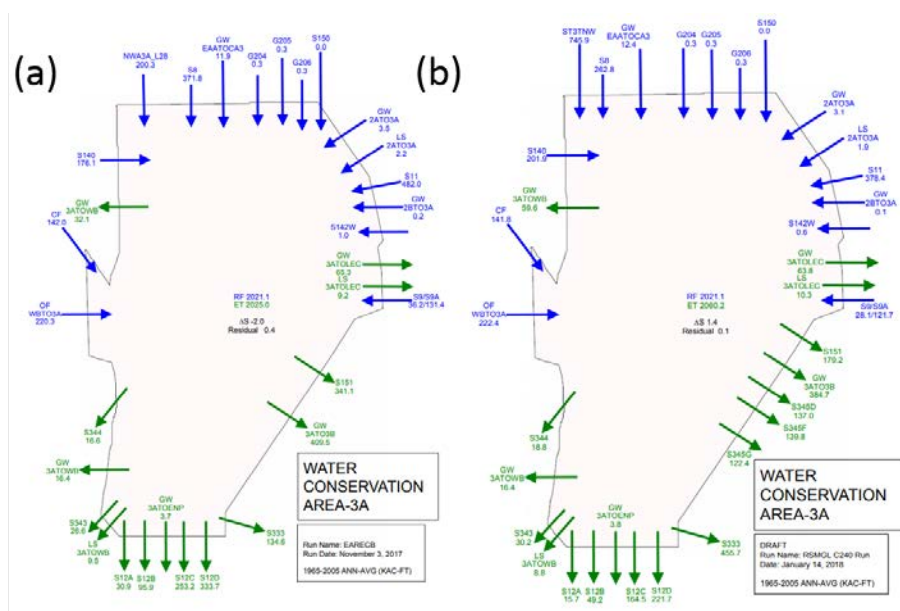 (a)
NWA3A_L28
200.3
S8
371.8
GW
EAATOCA3
11.9
G204
0.3
G205
0.3
G206
0.3
S150
0.0
GW
2ATO3A
3.5
LS
2ATO3A
2.2
S11
482.0
GW
2BTO3A
0.2
S142W
1.0
S140
176.1
GW
3ATOWB
32.1
CF
142.0
OF
WBTO3A
220.3
GW
3ATOLEC
65.3
LS
3ATOLEC
9.2
S9/S9A
36.2/131.4
RF 2021.1
ET 2025.0
ΔS -2.0
Residual 0.4
S151
341.1
GW
3ATO3B
409.5
S344
16.6
GW
3ATOWB
16.4
S343
26.6
LS
3ATOWB
9.5
GW
3ATOENP
3.7
S333
134.6
S12A
30.9
S12B
95.9
S12C
253.2
S12D
333.7
WATER
CONSERVATION
AREA-3A
Run Name: EARECB
Run Date: November 3, 2017
1965-2005 ANN-AVG (KAC-FT)
(b)
ST3TNW
745.9
S8
262.8
GW
EAATOCA3
12.4
G204
0.3
G205
0.3
G206
0.3
S150
0.0
GW
2ATO3A
3.1
LS
2ATO3A
1.9
S11
378.4
GW
2BTO3A
0.1
S142W
0.6
S140
201.9
GW
3ATOWB
59.6
CF
141.8
OF
WBTO3A
222.4
GW
3ATOLEC
63.8
LS
3ATOLEC
10.3
S9/S9A
28.1/121.7
RF 2021.1
ET 2060.2
ΔS 1.4
Residual 0.1
S151
179.2
GW
3ATO3B
384.7
S345D
137.0
S345F
139.8
S345G
122.4
S344
18.8
GW
3ATOWB
16.4
S343
30.2
LS
3ATOWB
8.8
GW
3ATOENP
3.8
S333
455.7
S12A
15.7
S12B
49.2
S12C
164.5
S12D
221.7
WATER
CONSERVATION
AREA-3A
DRAFT
Run Name: RSMGL C240 Run
Date: January 14, 2018
1965-2005 ANN-AVG (KAC-FT)